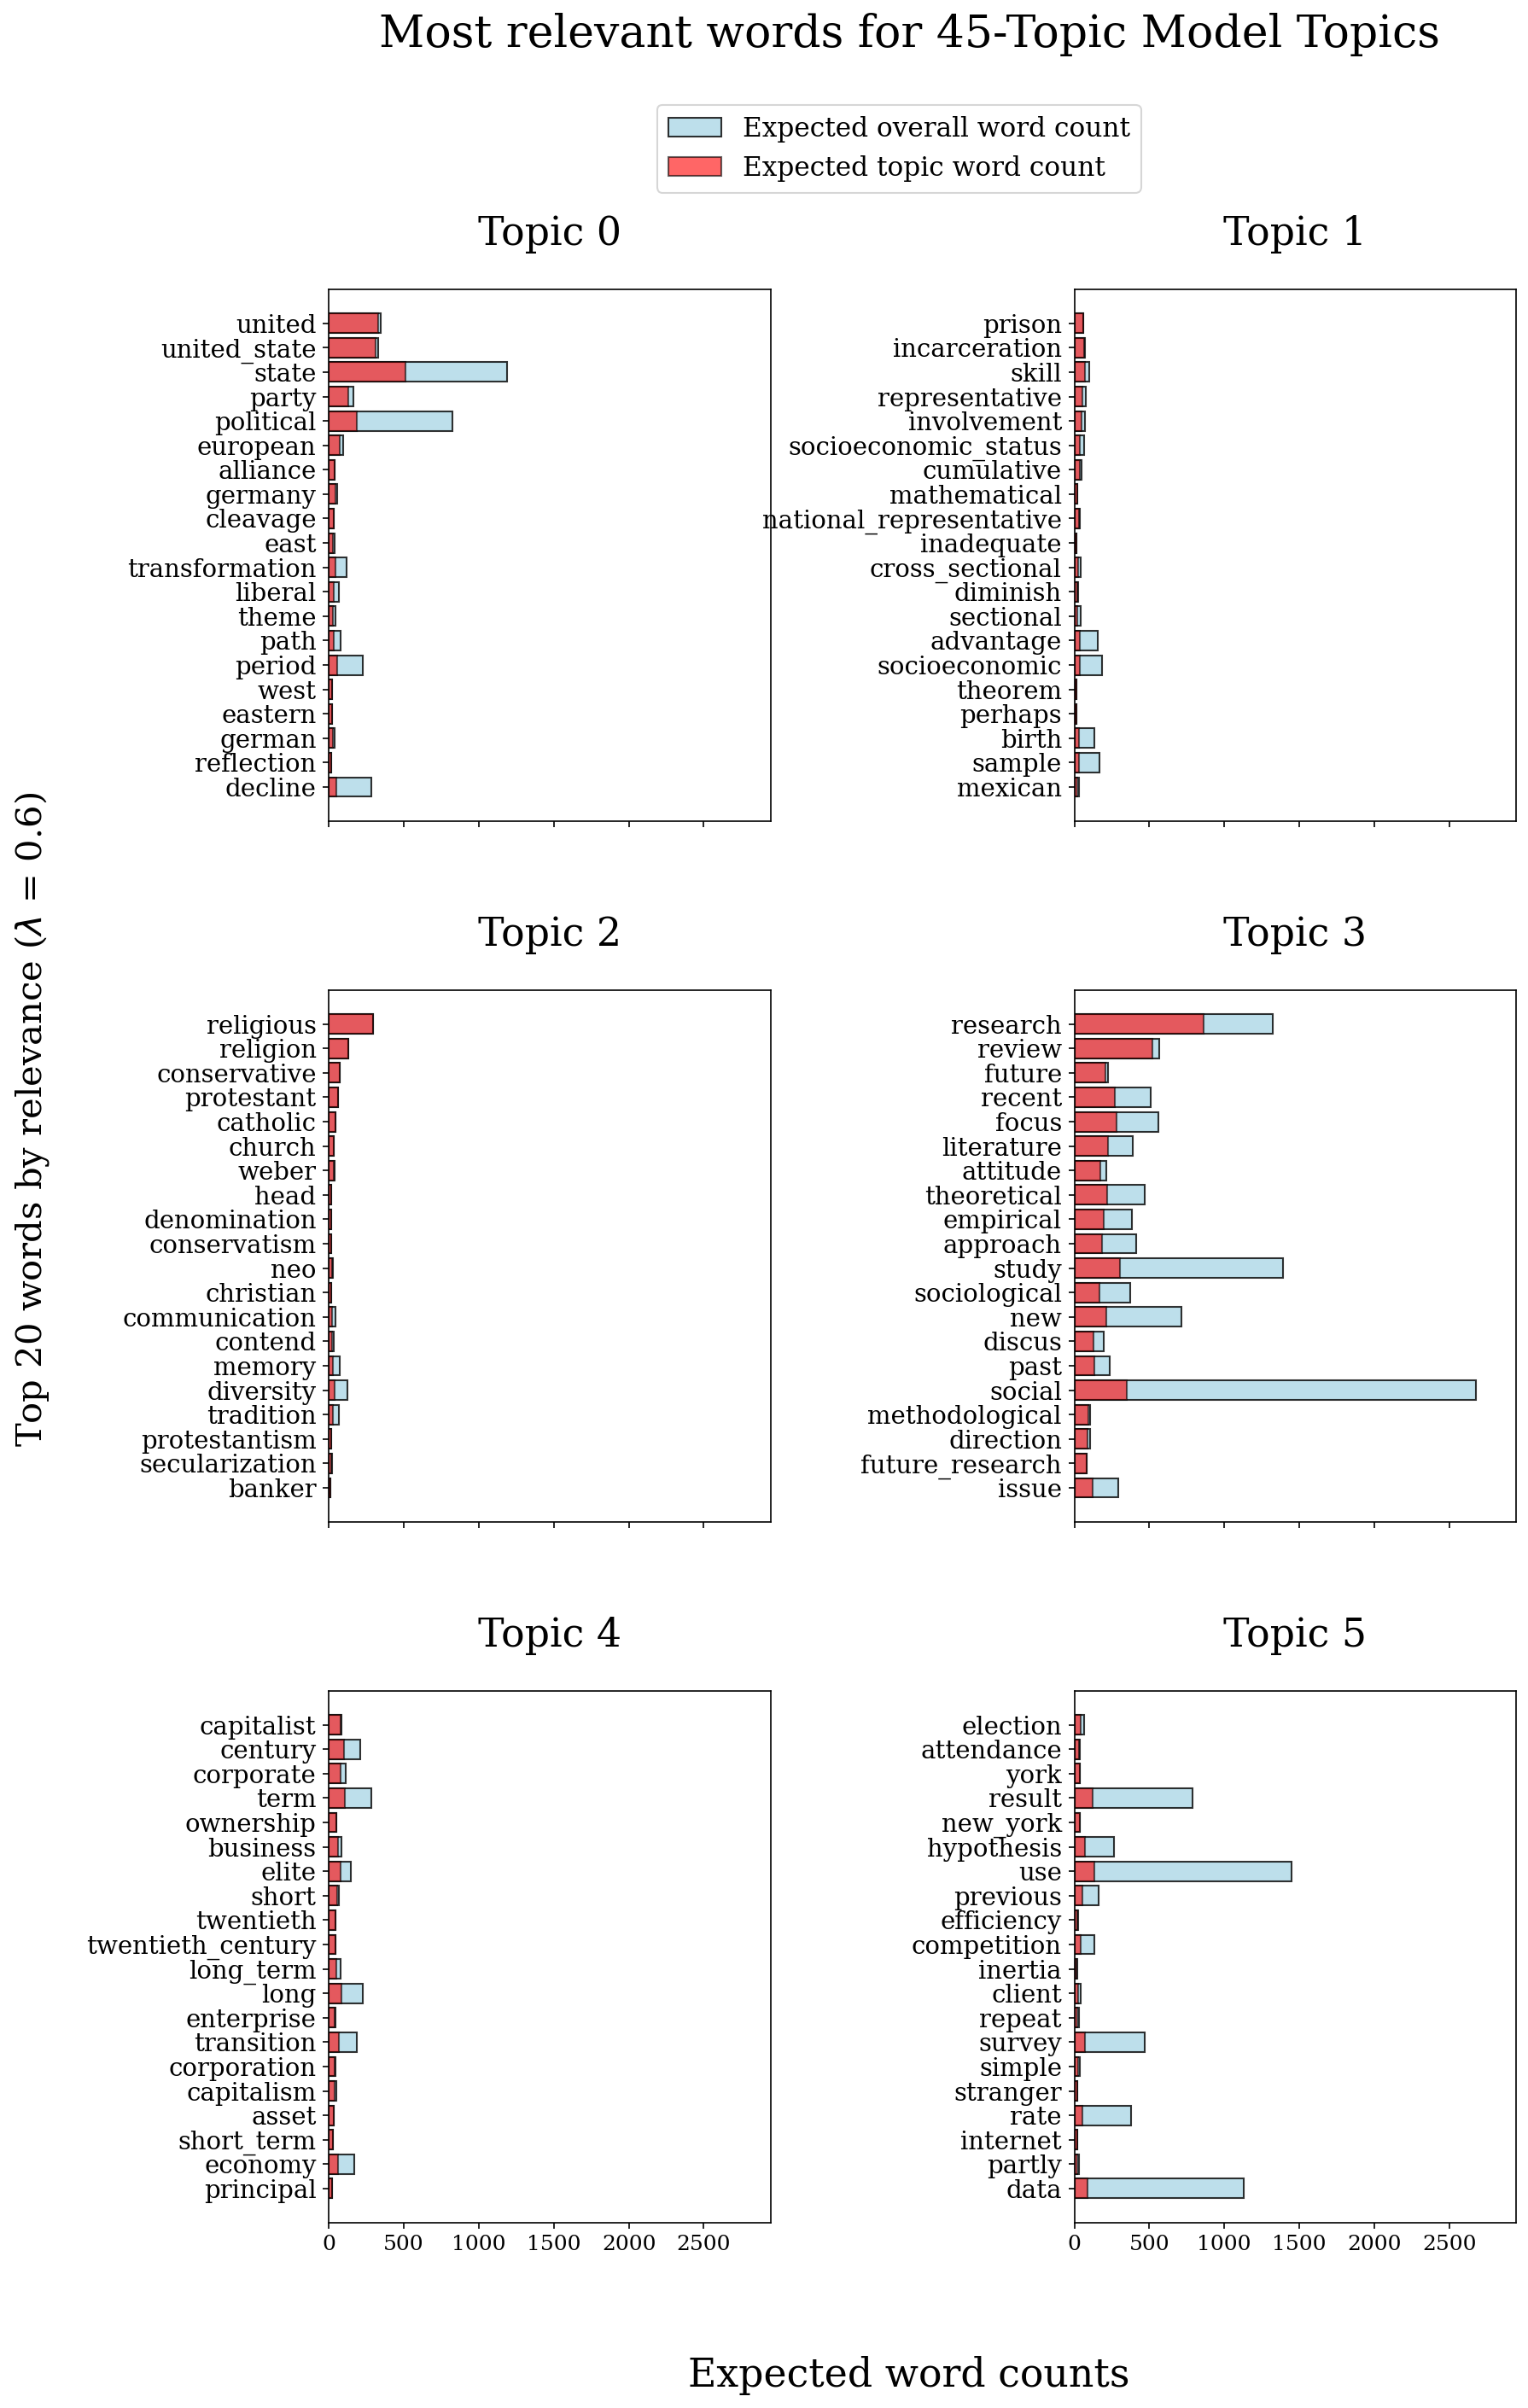 Most relevant words for 45-Topic Model Topics
Expected overall word count
Expected topic word count
Top 20 words by relevance (λ = 0.6)
Topic 0
united
united_state
state
party
political
european
alliance
germany
cleavage
east
transformation
liberal
theme
path
period
west
eastern
german
reflection
decline
Topic 1
prison
incarceration
skill
representative
involvement
socioeconomic_status
cumulative
mathematical
national_representative
inadequate
cross_sectional
diminish
sectional
advantage
socioeconomic
theorem
perhaps
birth
sample
mexican
Topic 2
religious
religion
conservative
protestant
catholic
church
weber
head
denomination
conservatism
neo
christian
communication
contend
memory
diversity
tradition
protestantism
secularization
banker
Topic 3
research
review
future
recent
focus
literature
attitude
theoretical
empirical
approach
study
sociological
new
discus
past
social
methodological
direction
future_research
issue
Topic 4
capitalist
century
corporate
term
ownership
business
elite
short
twentieth
twentieth_century
long_term
long
enterprise
transition
corporation
capitalism
asset
short_term
economy
principal
0 500 1000 1500 2000 2500
Topic 5
election
attendance
york
result
new_york
hypothesis
use
previous
efficiency
competition
inertia
client
repeat
survey
simple
stranger
rate
internet
partly
data
0 500 1000 1500 2000 2500
Expected word counts